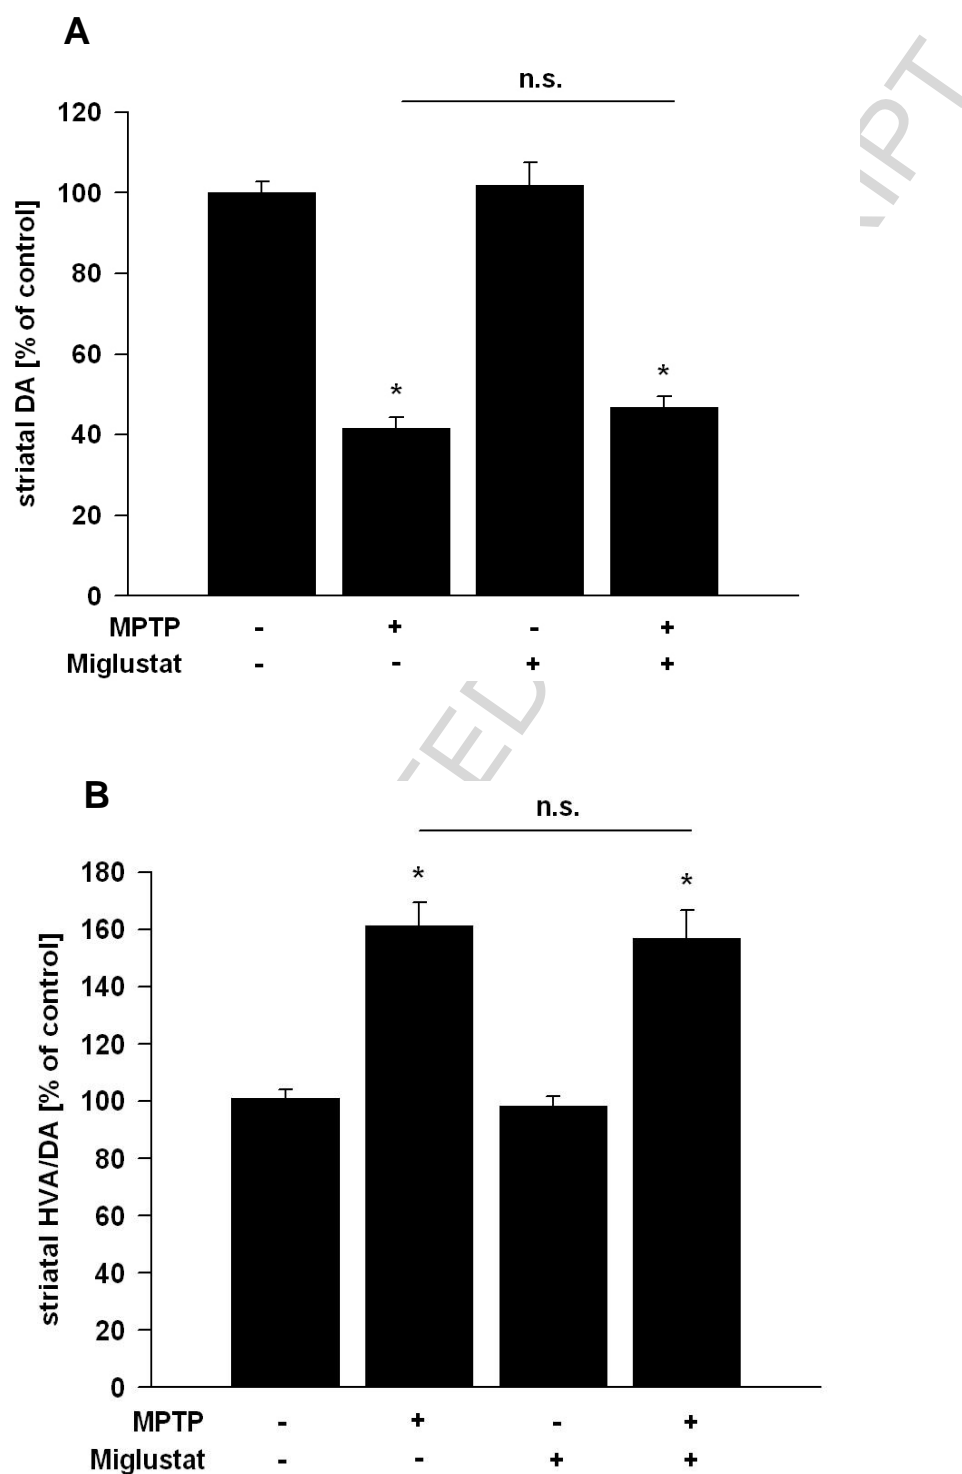 A
n.s.
120
100
80
60
40
20
0
striatal DA [% of control]
*
*
MPTP - + - +
Miglustat - - + +
B
n.s.
180
160
140
120
100
80
60
40
20
0
striatal HVA/DA [% of control]
*
*
MPTP - + - +
Miglustat - - + +